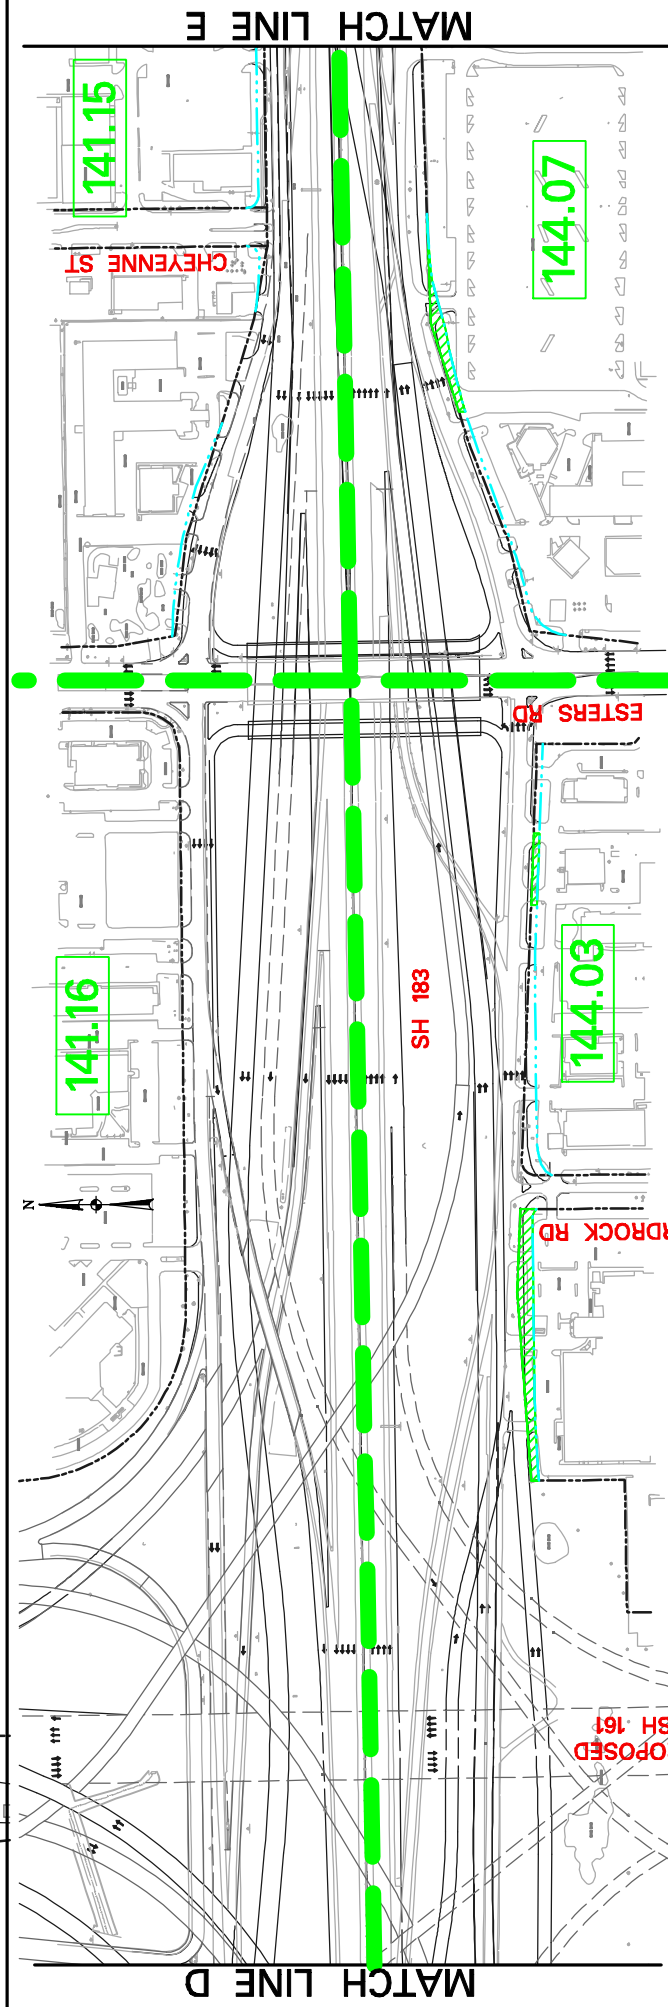 MATCH LINE E
141.15
144.07
CHEYENNE ST
ESTERS RD
141.16
144.03
SH 183
N
RDROCK RD
SH 161
OPOSED
MATCH LINE D